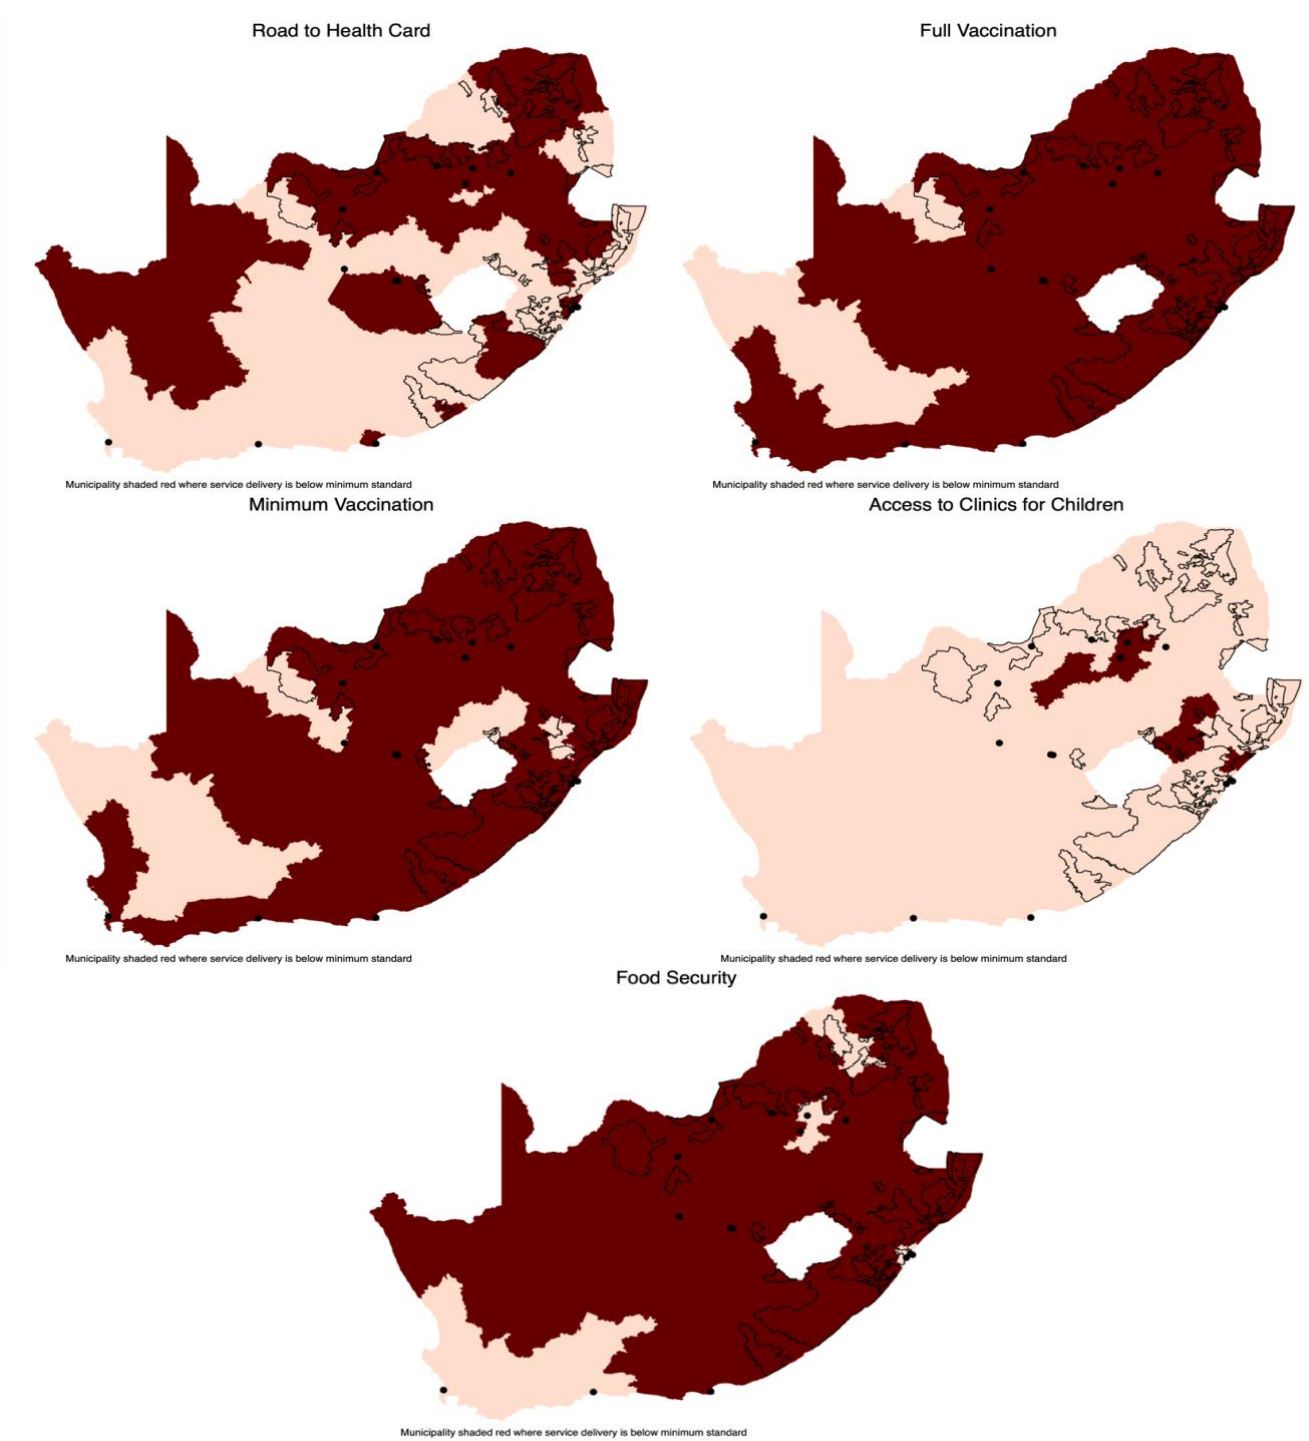 Road to Health Card
Full Vaccination
Municipality shaded red where service delivery is below minimum standard
Municipality shaded red where service delivery is below minimum standard
Minimum Vaccination
Access to Clinics for Children
Municipality shaded red where service delivery is below minimum standard
Municipality shaded red where service delivery is below minimum standard
Food Security
Municipality shaded red where service delivery is below minimum standard